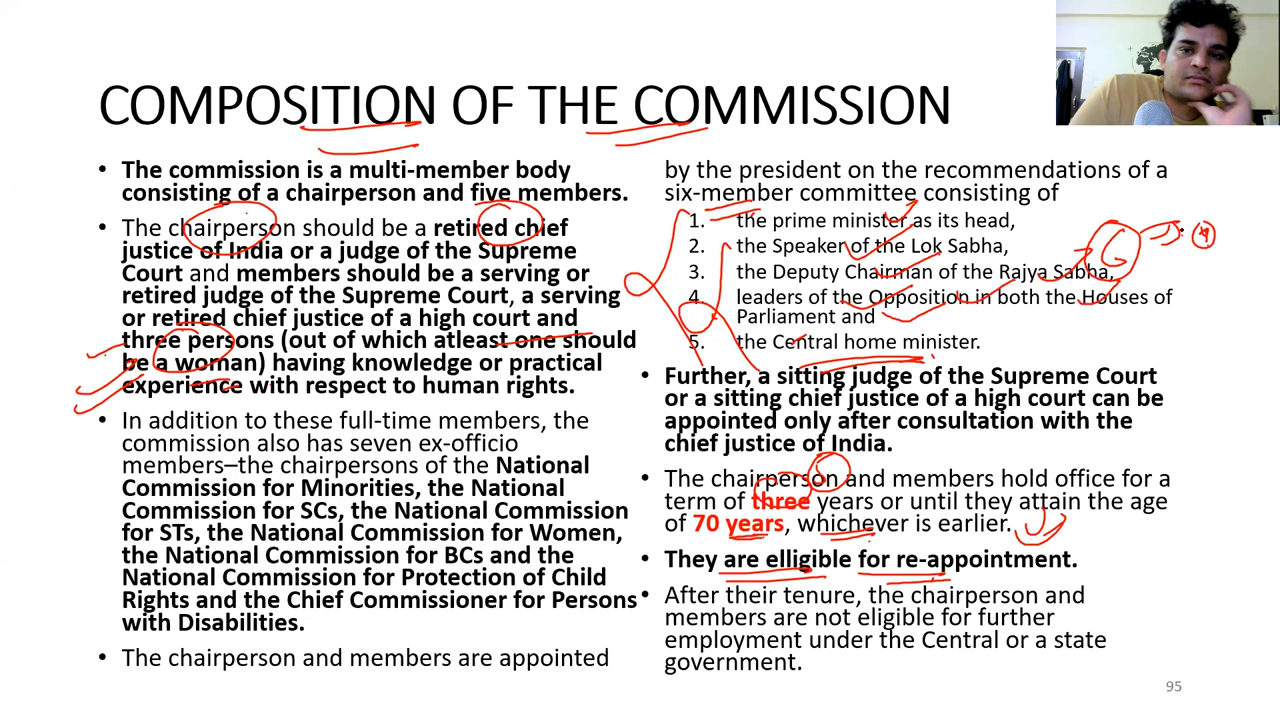 COMPOSITION OF THE COMMISSION
• The commission is a multi-member body
consisting of a chairperson and five members.
• The chairperson should be a retired chief
justice of India or a judge of the Supreme
Court and members should be a serving or
retired judge of the Supreme Court, a serving
or retired chief justice of a high court and
three persons (out of which atleast one should
be a woman) having knowledge or practical
experience with respect to human rights.
• In addition to these full-time members, the
commission also has seven ex-officio
members–the chairpersons of the National
Commission for Minorities, the National
Commission for SCs, the National Commission
for STs, the National Commission for Women,
the National Commission for BCs and the
National Commission for Protection of Child
Rights and the Chief Commissioner for Persons
with Disabilities.
• The chairperson and members are appointed
by the president on the recommendations of a
six-member committee consisting of
1. the prime minister as its head,
2. the Speaker of the Lok Sabha,
3. the Deputy Chairman of the Rajya Sabha,
4. leaders of the Opposition in both the Houses of
Parliament and
5. the Central home minister.
• Further, a sitting judge of the Supreme Court
or a sitting chief justice of a high court can be
appointed only after consultation with the
chief justice of India.
• The chairperson and members hold office for a
term of three years or until they attain the age
of 70 years, whichever is earlier.
• They are elligible for re-appointment.
• After their tenure, the chairperson and
members are not eligible for further
employment under the Central or a state
government.
95